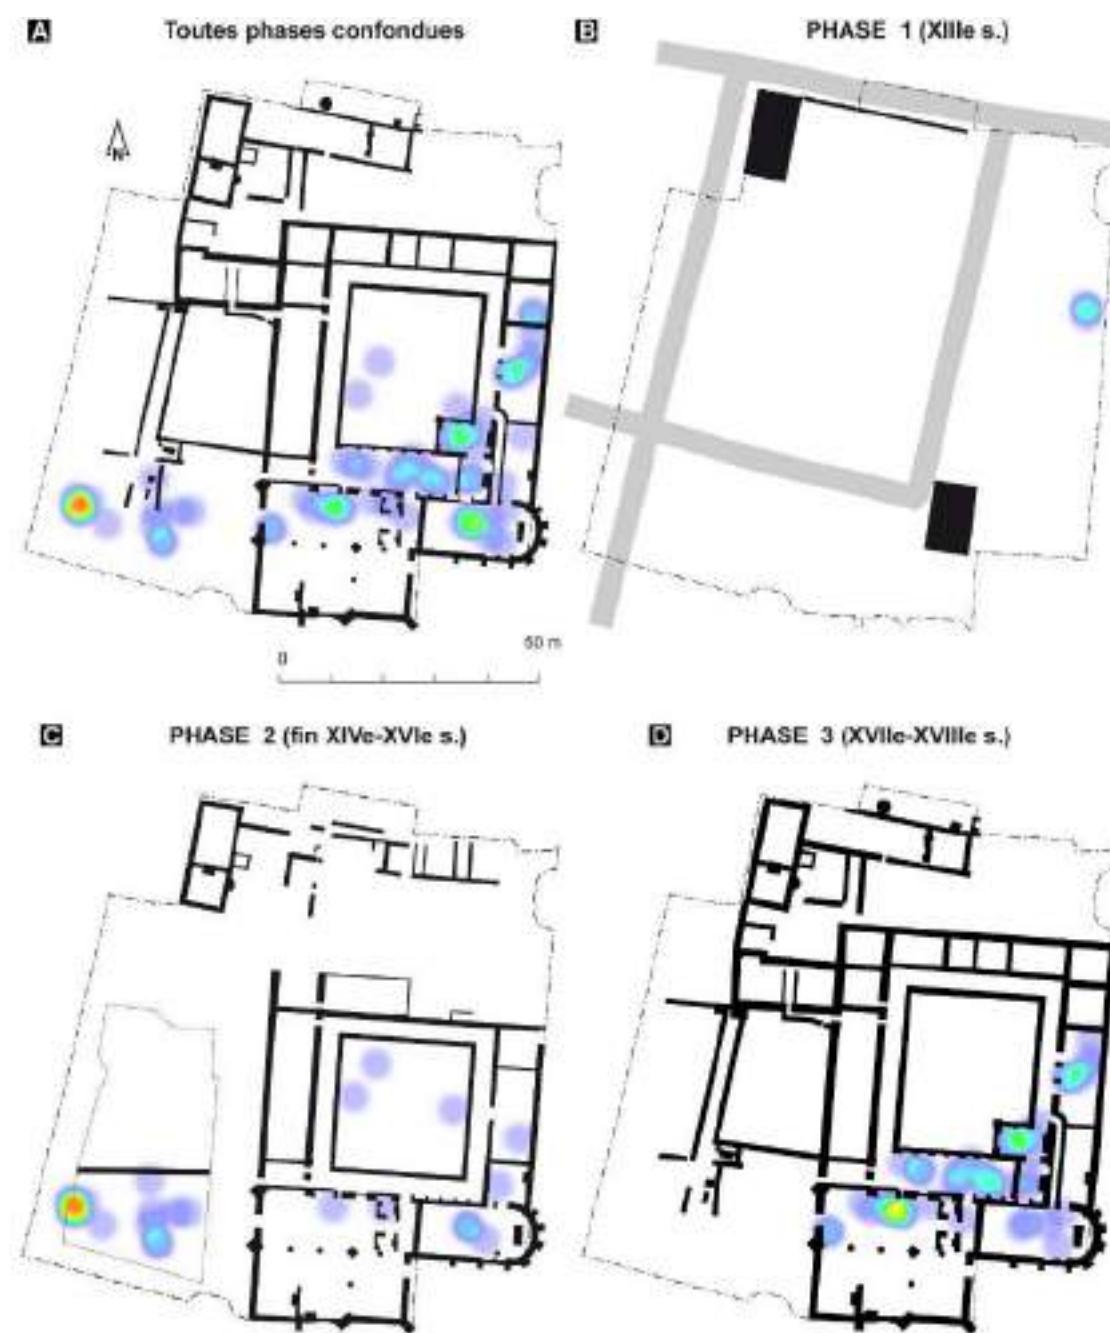 A Toutes phases confondues
B PHASE 1 (XIIIe s.)
N
0 50 m
C PHASE 2 (fin XIVe-XVIe s.)
D PHASE 3 (XVIIe-XVIIIe s.)